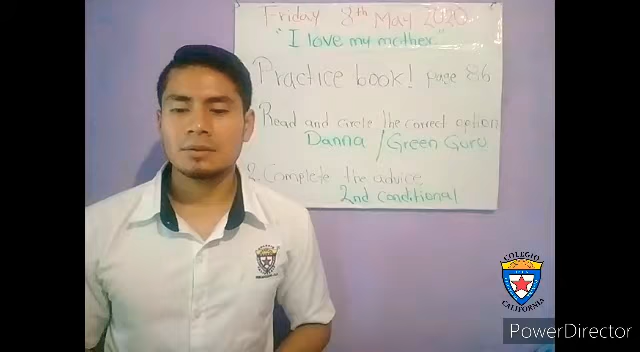 Friday 8th May 2020
"I love my mother"
Practice book! page 86
Read and circle the correct option
Danna / Green Guru
2. Complete the advice
2nd conditional
COLEGIO
CALIFORNIA
PowerDirector